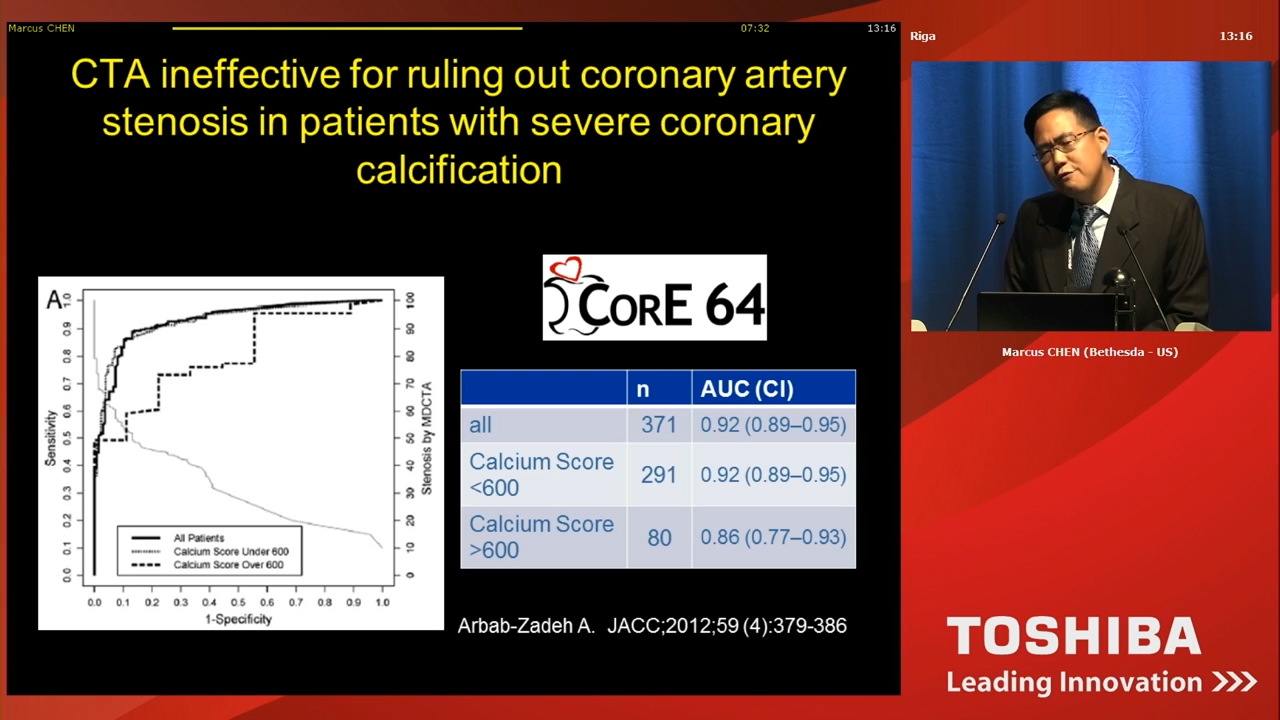 Marcus CHEN 07:32 13:16
CTA ineffective for ruling out coronary artery
stenosis in patients with severe coronary
calcification
A
Sensitivity
0.0 0.1 0.2 0.3 0.4 0.5 0.6 0.7 0.8 0.9 1.0
0 10 20 30 40 50 60 70 80 90 100
Stenosis by MDCTA
All Patients
Calcium Score Under 600
Calcium Score Over 600
0.0 0.1 0.2 0.3 0.4 0.5 0.6 0.7 0.8 0.9 1.0
1-Specificity
CORE 64
n AUC (CI)
all 371 0.92 (0.89–0.95)
Calcium Score
<600 291 0.92 (0.89–0.95)
Calcium Score
>600 80 0.86 (0.77–0.93)
Arbab-Zadeh A. JACC;2012;59 (4):379-386
Riga 13:16
Marcus CHEN (Bethesda - US)
TOSHIBA
Leading Innovation >>>